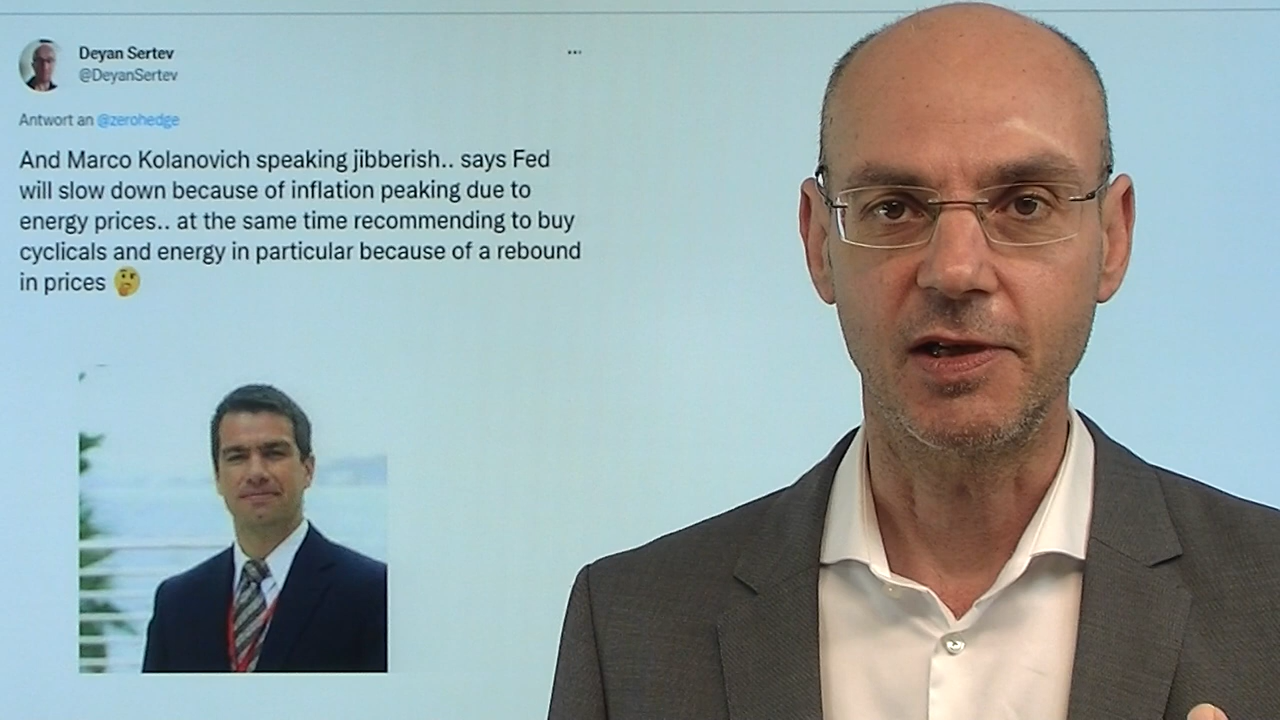 Deyan Sertev
@DeyanSertev
...
Antwort an @zerohedge
And Marco Kolanovich speaking jibberish.. says Fed
will slow down because of inflation peaking due to
energy prices.. at the same time recommending to buy
cyclicals and energy in particular because of a rebound
in prices 🤔